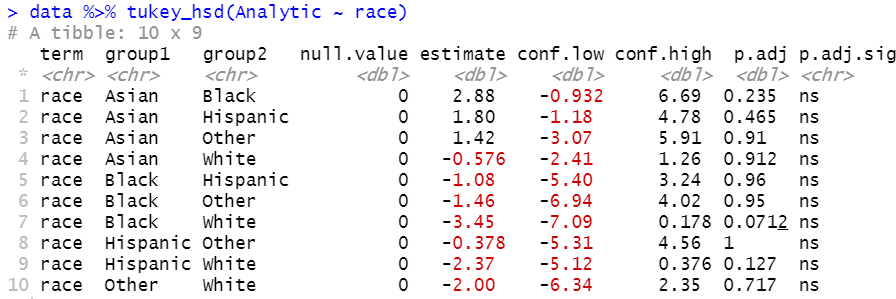 > data %>% tukey_hsd(Analytic ~ race)
# A tibble: 10 x 9
term group1 group2 null.value estimate conf.low conf.high p.adj p.adj.sig
* <chr> <chr> <chr> <dbl> <dbl> <dbl> <dbl> <dbl> <chr>
1 race Asian Black 0 2.88 -0.932 6.69 0.235 ns
2 race Asian Hispanic 0 1.80 -1.18 4.78 0.465 ns
3 race Asian Other 0 1.42 -3.07 5.91 0.91 ns
4 race Asian White 0 -0.576 -2.41 1.26 0.912 ns
5 race Black Hispanic 0 -1.08 -5.40 3.24 0.96 ns
6 race Black Other 0 -1.46 -6.94 4.02 0.95 ns
7 race Black White 0 -3.45 -7.09 0.178 0.0712 ns
8 race Hispanic Other 0 -0.378 -5.31 4.56 1 ns
9 race Hispanic White 0 -2.37 -5.12 0.376 0.127 ns
10 race Other White 0 -2.00 -6.34 2.35 0.717 ns